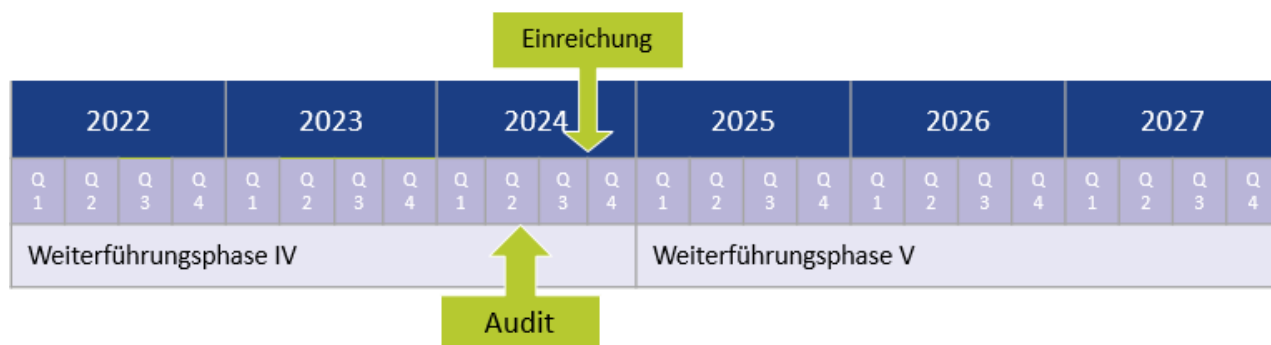 Einreichung
2022 2023 2024 2025 2026 2027
Q Q Q Q Q Q Q Q Q Q Q Q Q Q Q Q Q Q Q Q Q Q Q Q
1 2 3 4 1 2 3 4 1 2 3 4 1 2 3 4 1 2 3 4 1 2 3 4
Weiterführungsphase IV Weiterführungsphase V
Audit